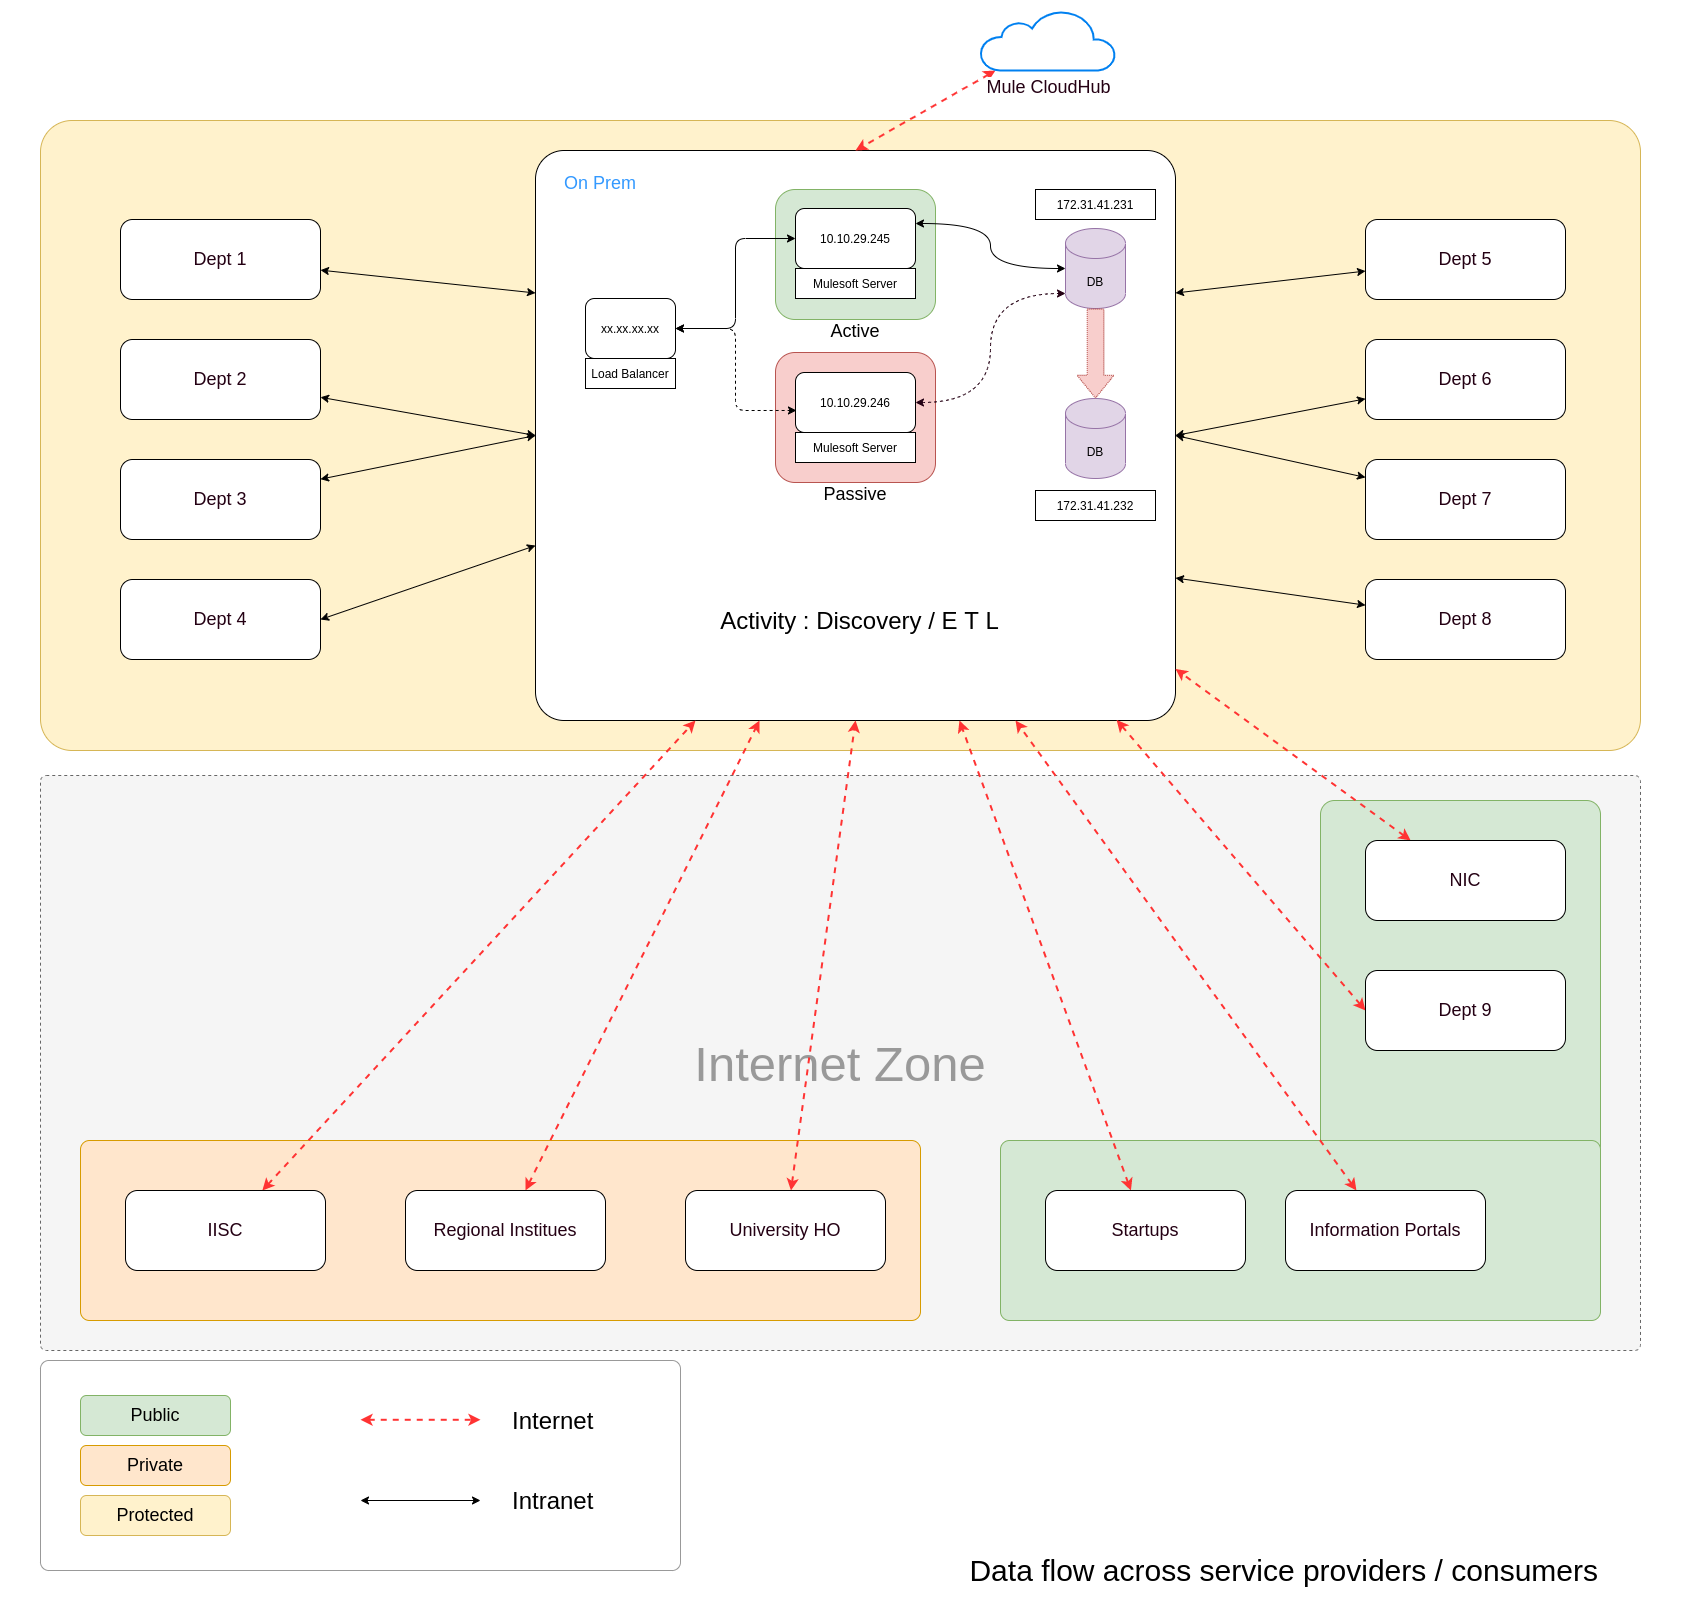 Mule CloudHub
On Prem
10.10.29.245
Mulesoft Server
Active
172.31.41.231
DB
xx.xx.xx.xx
Load Balancer
10.10.29.246
Mulesoft Server
Passive
DB
172.31.41.232
Activity : Discovery / E T L
Dept 1
Dept 2
Dept 3
Dept 4
Dept 5
Dept 6
Dept 7
Dept 8
NIC
Dept 9
Internet Zone
IISC
Regional Institues
University HO
Startups
Information Portals
Public
Private
Protected
Internet
Intranet
Data flow across service providers / consumers